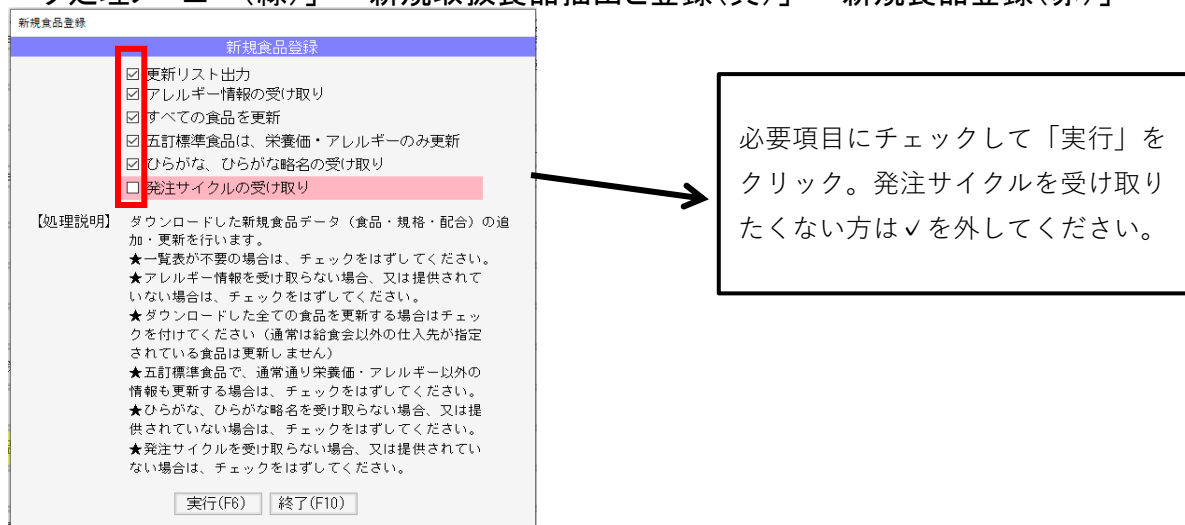 新規食品登録
新規食品登録
☑ 更新リスト出力
☑ アレルギー情報の受け取り
☑ すべての食品を更新
☑ 五訂標準食品は、栄養価・アレルギーのみ更新
☑ ひらがな、ひらがな略名の受け取り
☐ 発注サイクルの受け取り
【処理説明】 ダウンロードした新規食品データ（食品・規格・配合）の追
加・更新を行います。
★一覧表が不要の場合は、チェックをはずしてください。
★アレルギー情報を受け取らない場合、又は提供されて
いない場合は、チェックをはずしてください。
★ダウンロードした全ての食品を更新する場合はチェッ
クを付けてください（通常は給食会以外の仕入先が指定
されている食品は更新しません）
★五訂標準食品で、通常通り栄養価・アレルギー以外の
情報も更新する場合は、チェックをはずしてください。
★ひらがな、ひらがな略名を受け取らない場合、又は提
供されていない場合は、チェックをはずしてください。
★発注サイクルを受け取らない場合、又は提供されてい
ない場合は、チェックをはずしてください。
実行(F6) 終了(F10)
必要項目にチェックして「実行」を
クリック。発注サイクルを受け取り
たくない方は✓を外してください。